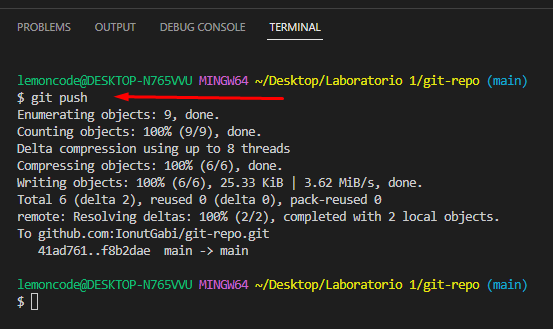 PROBLEMS OUTPUT DEBUG CONSOLE TERMINAL
lemoncode@DESKTOP-N765VVU MINGW64 ~/Desktop/Laboratorio 1/git-repo (main)
$ git push
Enumerating objects: 9, done.
Counting objects: 100% (9/9), done.
Delta compression using up to 8 threads
Compressing objects: 100% (6/6), done.
Writing objects: 100% (6/6), 25.33 KiB | 3.62 MiB/s, done.
Total 6 (delta 2), reused 0 (delta 0), pack-reused 0
remote: Resolving deltas: 100% (2/2), completed with 2 local objects.
To github.com:IonutGabi/git-repo.git
   41ad761..f8b2dae  main -> main
lemoncode@DESKTOP-N765VVU MINGW64 ~/Desktop/Laboratorio 1/git-repo (main)
$